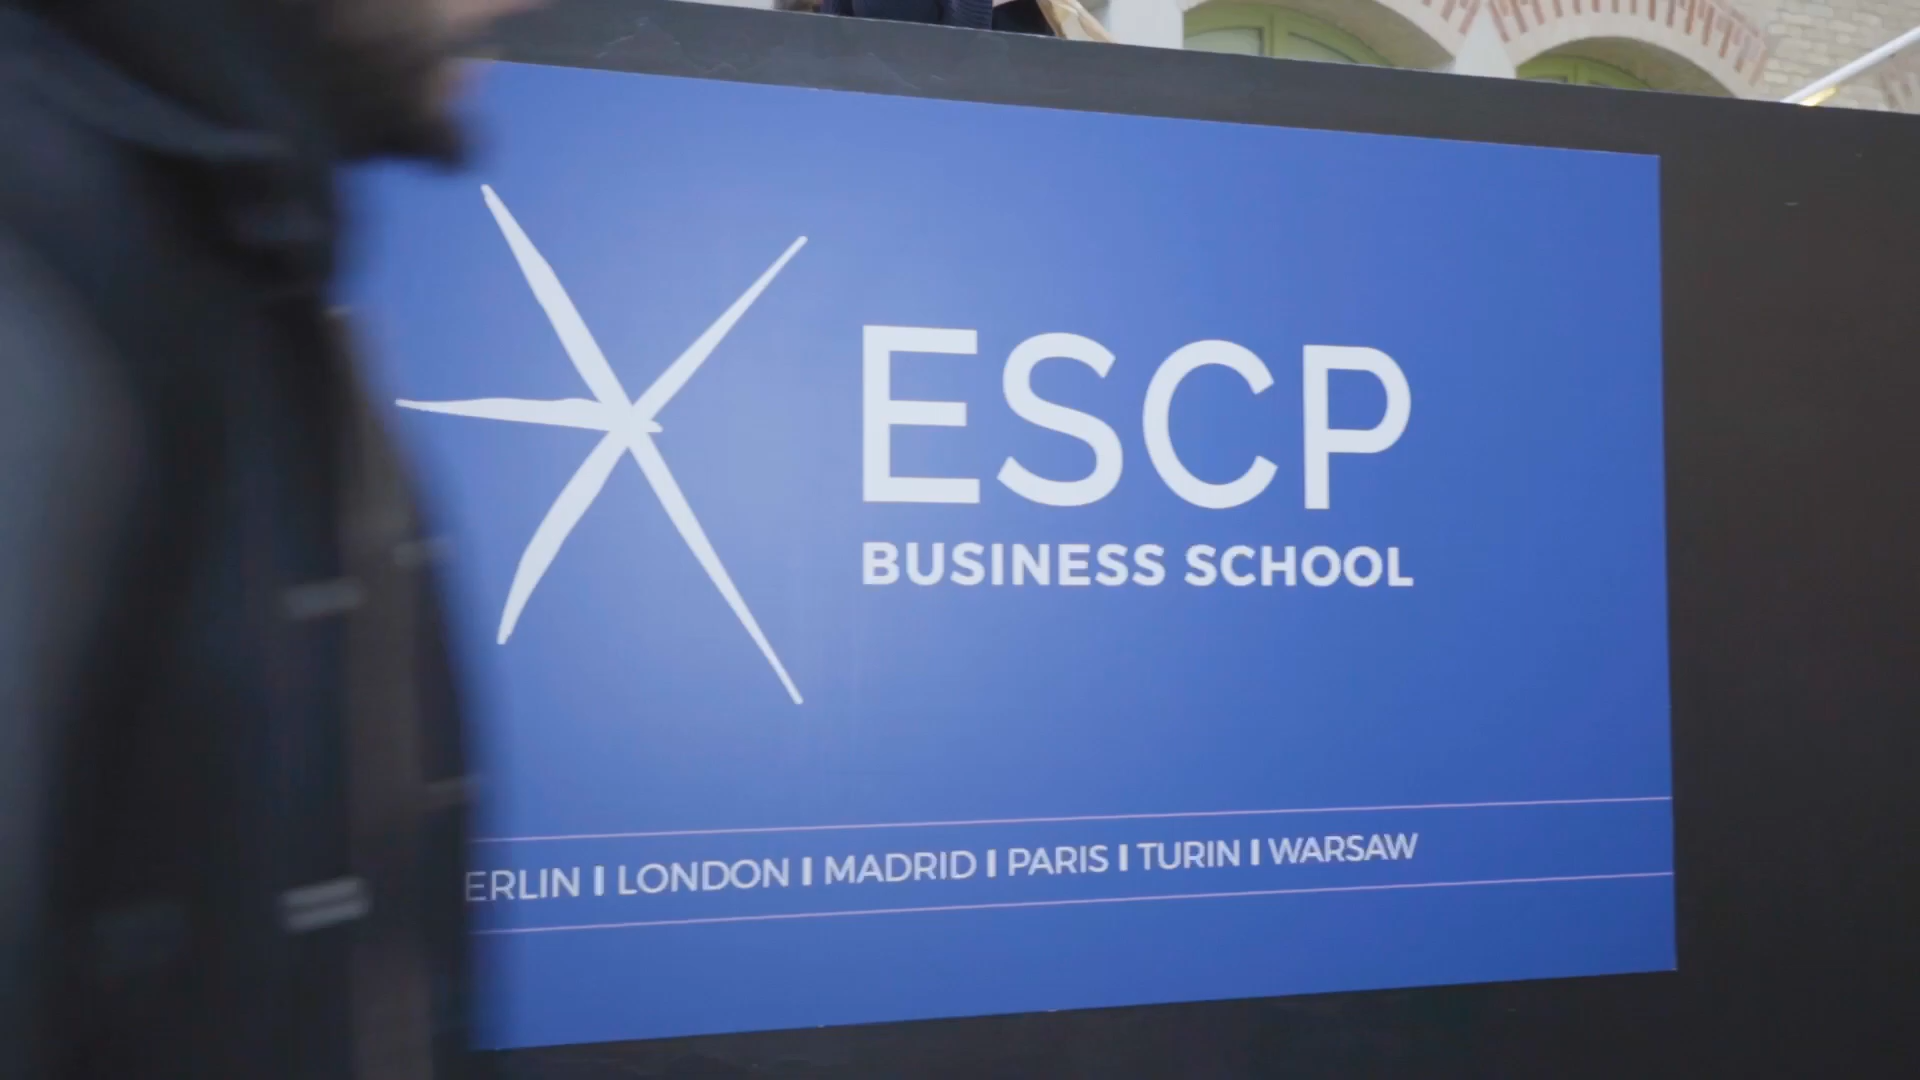 ESCP
BUSINESS SCHOOL
ERLIN I LONDON I MADRID I PARIS I TURIN I WARSAW